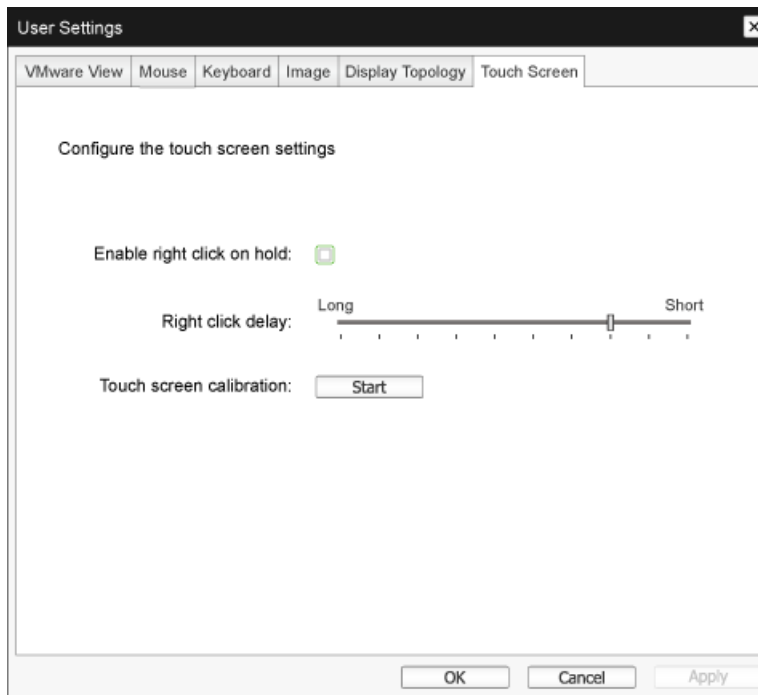 User Settings
VMware View Mouse Keyboard Image Display Topology Touch Screen
Configure the touch screen settings
Enable right click on hold:
Long Short
Right click delay:
Touch screen calibration: Start
OK Cancel Apply